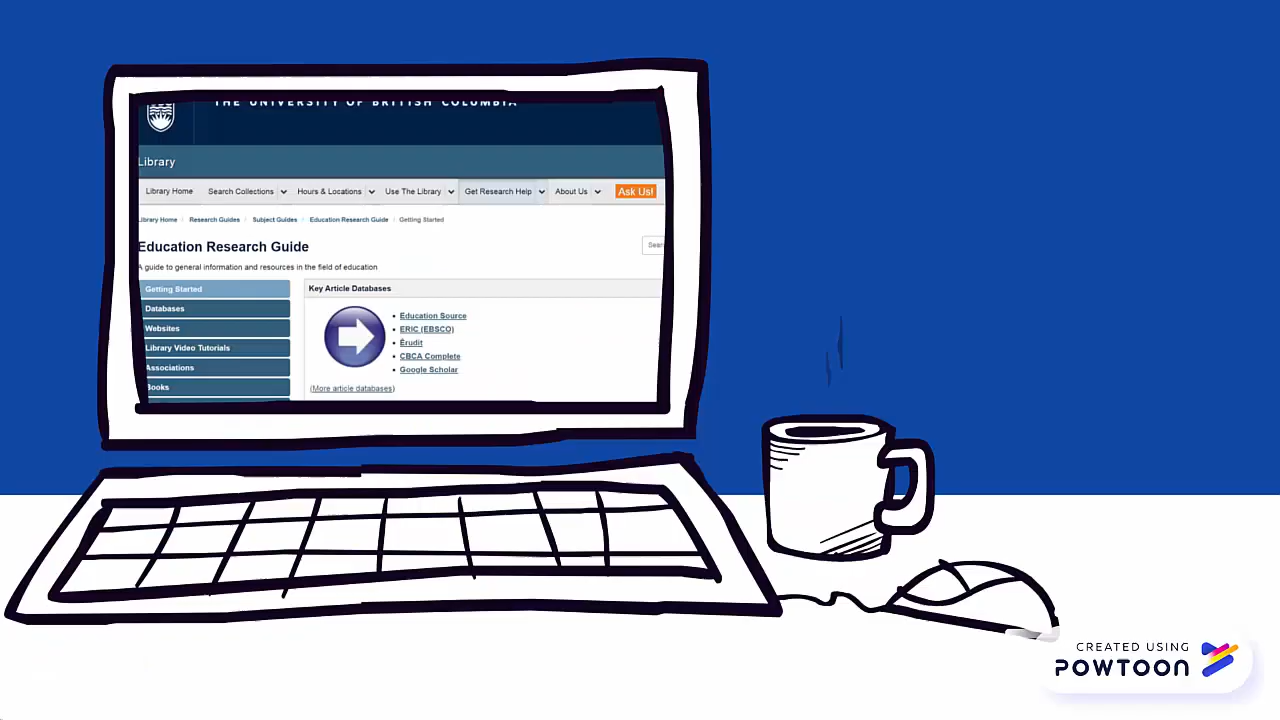 THE UNIVERSITY OF BRITISH COLUMBIA
Library
Library Home Search Collections Hours & Locations Use The Library Get Research Help About Us Ask Us!
Library Home / Research Guides / Subject Guides / Education Research Guide / Getting Started
Education Research Guide
A guide to general information and resources in the field of education
Getting Started
Databases
Websites
Library Video Tutorials
Associations
Books
Key Article Databases
Education Source
ERIC (EBSCO)
Érudit
CBCA Complete
Google Scholar
(More article databases)
CREATED USING
POWTOON